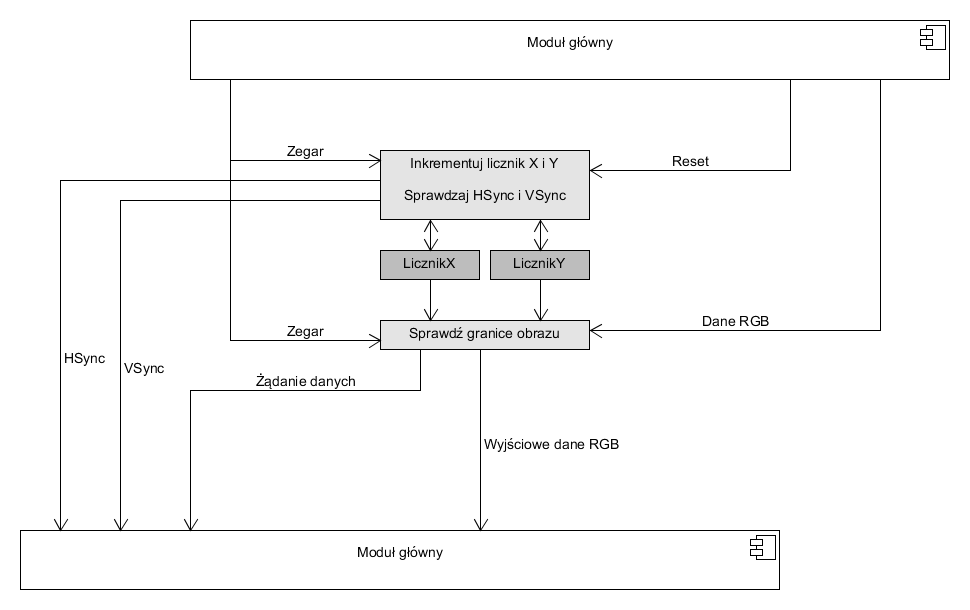 Moduł główny
Zegar
Inkrementuj licznik X i Y
Reset
Sprawdzaj HSync i VSync
LicznikX
LicznikY
Zegar
Sprawdź granice obrazu
Dane RGB
HSync
VSync
Żądanie danych
Wyjściowe dane RGB
Moduł główny